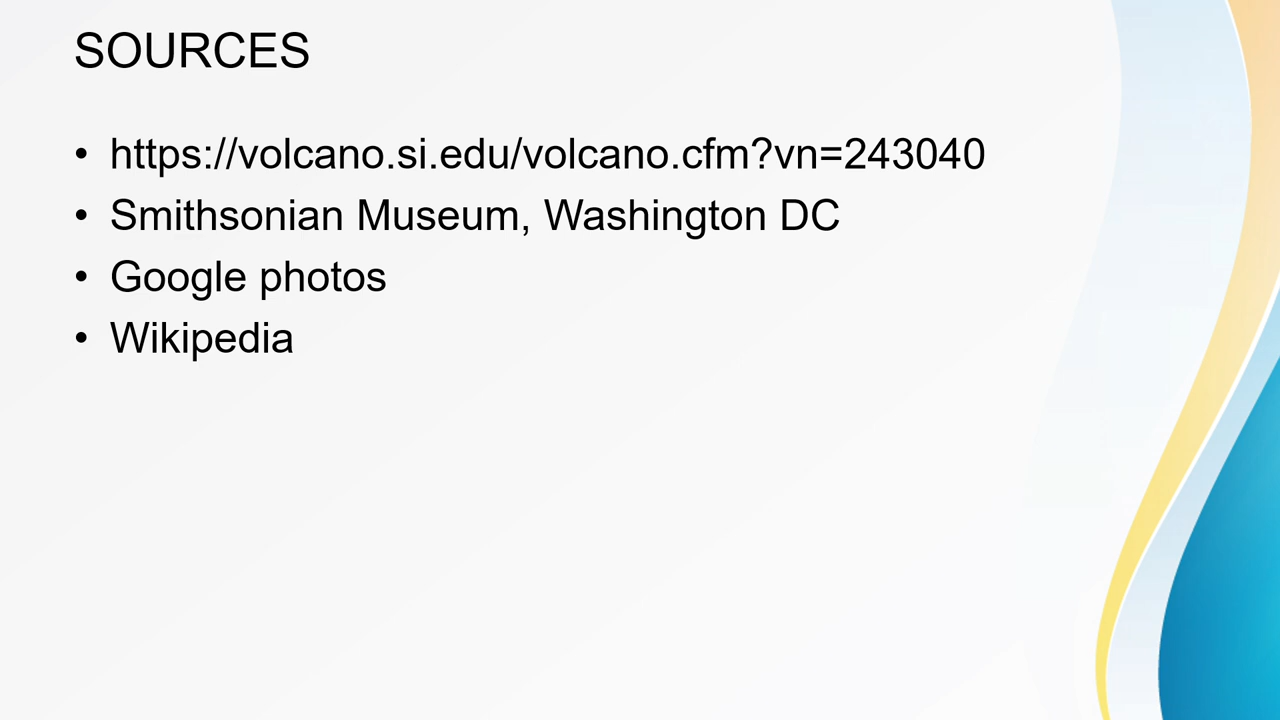 SOURCES
• https://volcano.si.edu/volcano.cfm?vn=243040
• Smithsonian Museum, Washington DC
• Google photos
• Wikipedia